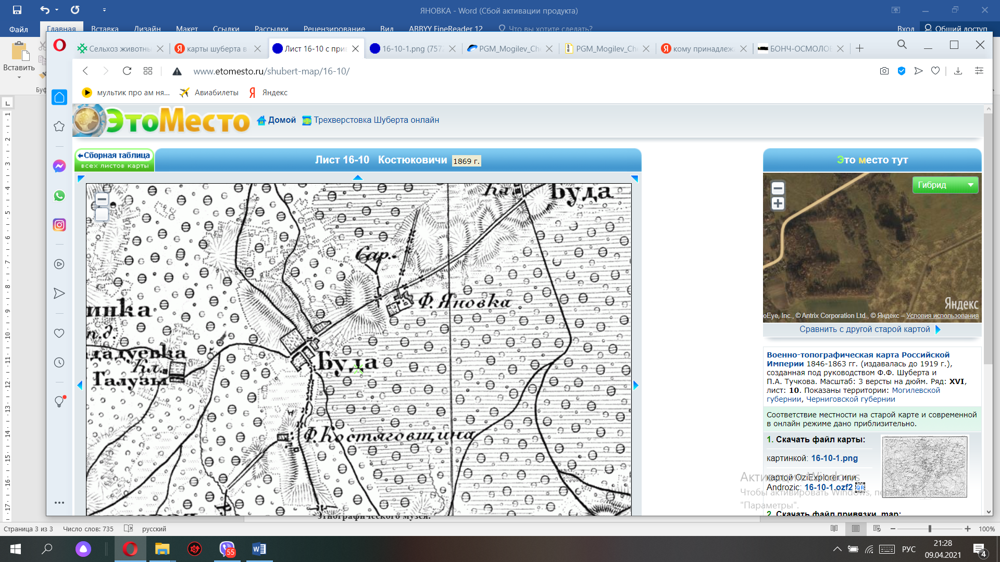 ЯНОВКА - Word (Сбой активации продукта)
Файл Главная Вставка Дизайн Макет Ссылки Рассылки Рецензирование Вид ABBYY FineReader 12 Что вы хотите сделать? Вход Общий доступ
Вставить
Буф
Сельхоз животны
карты шуберта в
Лист 16-10 с при
16-10-1.png (757
PGM_Mogilev_Ch
PGM_Mogilev_Ch
кому принадлеж
БОНЧ-ОСМОЛОВ
www.etomesto.ru/shubert-map/16-10/
мультик про ам ня...
Авиабилеты
Яндекс
ЭтоМесто
Домой
Трехверстовка Шуберта онлайн
Сборная таблица
всех листов карты
Лист 16-10 Костюковичи 1869 г.
Буда
Сар.
Ф. Яновка
инка
Буда
Кл.
Талузы
Ф. Костяговщина
Это место тут
Гибрид
Яндекс
oEye, Inc., © Antrix Corporation Ltd., © Яндекс – Условия использования
Сравнить с другой старой картой
Военно-топографическая карта Российской
Империи 1846-1863 гг. (издавалась до 1919 г.),
созданная под руководством Ф.Ф. Шуберта и
П.А. Тучкова. Масштаб: 3 версты на дюйм. Ряд: XVI,
лист: 10. Показаны территории: Могилевской
губернии, Черниговской губернии
Соответствие местности на старой карте и современной
в онлайн режиме дано приблизительно.
1. Скачать файл карты:
картинкой: 16-10-1.png
картой OziExplorer или
Androzic: 16-10-1.ozf2 QR
2. Скачать файл привязки .map:
Активация Windows
Чтобы активировать Windows, перейдите в раздел
"Параметры".
этнографического музея.
Страница 3 из 3 Число слов: 735 русский 100%
55
РУС
21:28
09.04.2021
4